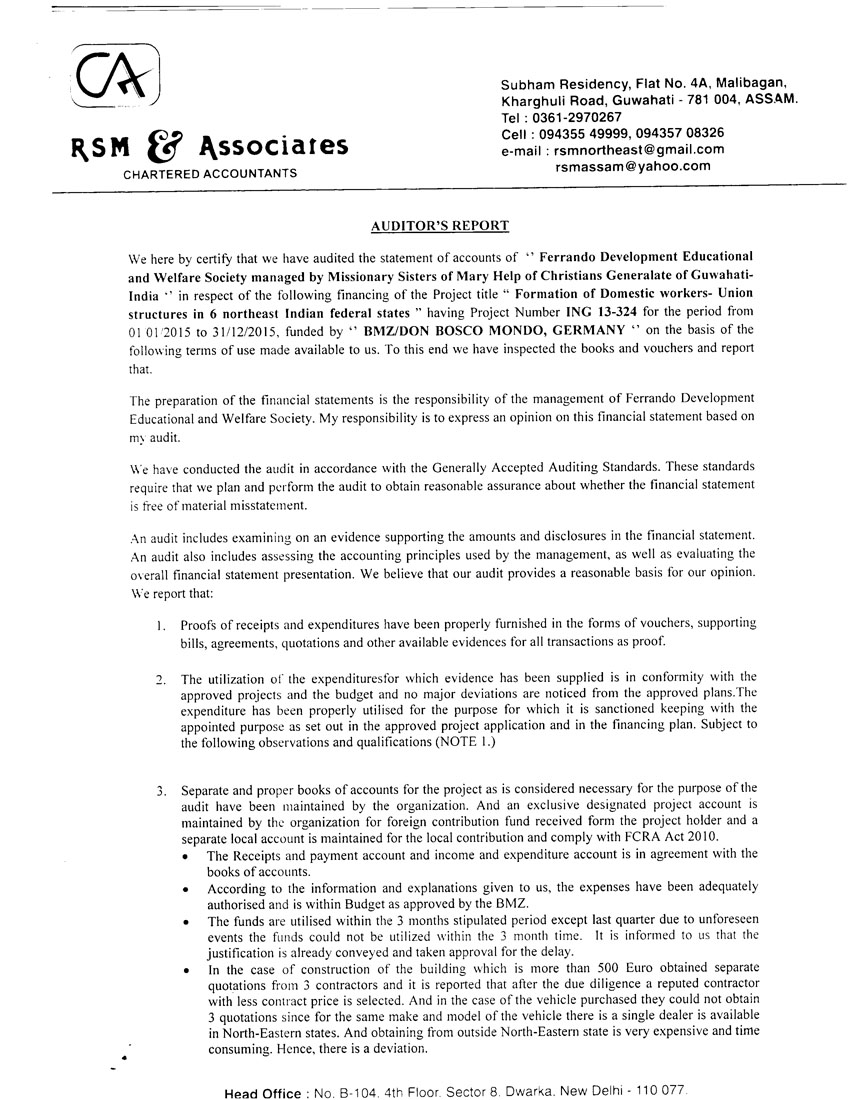 CA
Subham Residency, Flat No. 4A, Malibagan,
Kharghuli Road, Guwahati - 781 004, ASSAM.
Tel : 0361-2970267
Cell : 094355 49999, 094357 08326
e-mail : rsmnortheast@gmail.com
rsmassam@yahoo.com
RSM & Associates
CHARTERED ACCOUNTANTS
AUDITOR'S REPORT
We here by certify that we have audited the statement of accounts of '' Ferrando Development Educational
and Welfare Society managed by Missionary Sisters of Mary Help of Christians Generalate of Guwahati-
India '' in respect of the following financing of the Project title " Formation of Domestic workers- Union
structures in 6 northeast Indian federal states " having Project Number ING 13-324 for the period from
01 01/2015 to 31/12/2015, funded by '' BMZ/DON BOSCO MONDO, GERMANY '' on the basis of the
following terms of use made available to us. To this end we have inspected the books and vouchers and report
that.
The preparation of the financial statements is the responsibility of the management of Ferrando Development
Educational and Welfare Society. My responsibility is to express an opinion on this financial statement based on
my audit.
We have conducted the audit in accordance with the Generally Accepted Auditing Standards. These standards
require that we plan and perform the audit to obtain reasonable assurance about whether the financial statement
is free of material misstatement.
An audit includes examining on an evidence supporting the amounts and disclosures in the financial statement.
An audit also includes assessing the accounting principles used by the management, as well as evaluating the
overall financial statement presentation. We believe that our audit provides a reasonable basis for our opinion.
We report that:
1. Proofs of receipts and expenditures have been properly furnished in the forms of vouchers, supporting
bills, agreements, quotations and other available evidences for all transactions as proof.
2. The utilization of the expendituresfor which evidence has been supplied is in conformity with the
approved projects and the budget and no major deviations are noticed from the approved plans.The
expenditure has been properly utilised for the purpose for which it is sanctioned keeping with the
appointed purpose as set out in the approved project application and in the financing plan. Subject to
the following observations and qualifications (NOTE 1.)
3. Separate and proper books of accounts for the project as is considered necessary for the purpose of the
audit have been maintained by the organization. And an exclusive designated project account is
maintained by the organization for foreign contribution fund received form the project holder and a
separate local account is maintained for the local contribution and comply with FCRA Act 2010.
• The Receipts and payment account and income and expenditure account is in agreement with the
books of accounts.
• According to the information and explanations given to us, the expenses have been adequately
authorised and is within Budget as approved by the BMZ.
• The funds are utilised within the 3 months stipulated period except last quarter due to unforeseen
events the funds could not be utilized within the 3 month time. It is informed to us that the
justification is already conveyed and taken approval for the delay.
• In the case of construction of the building which is more than 500 Euro obtained separate
quotations from 3 contractors and it is reported that after the due diligence a reputed contractor
with less contract price is selected. And in the case of the vehicle purchased they could not obtain
3 quotations since for the same make and model of the vehicle there is a single dealer is available
in North-Eastern states. And obtaining from outside North-Eastern state is very expensive and time
consuming. Hence, there is a deviation.
Head Office : No. B-104, 4th Floor, Sector 8, Dwarka, New Delhi - 110 077.